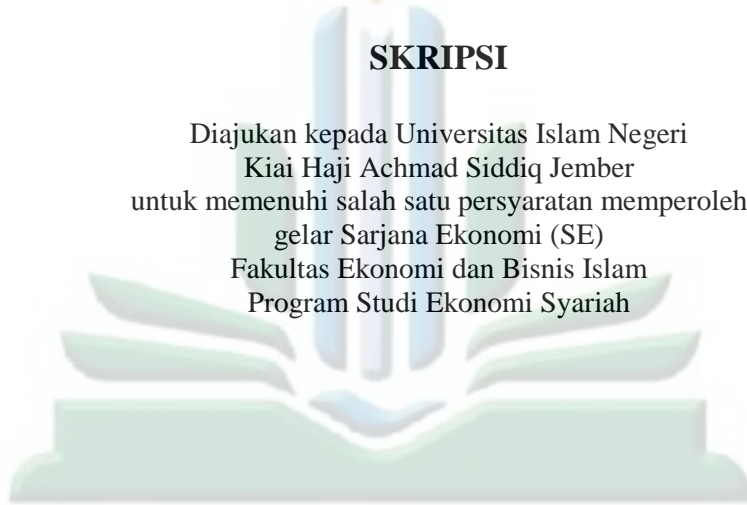 SKRIPSI
Diajukan kepada Universitas Islam Negeri
Kiai Haji Achmad Siddiq Jember
untuk memenuhi salah satu persyaratan memperoleh
gelar Sarjana Ekonomi (SE)
Fakultas Ekonomi dan Bisnis Islam
Program Studi Ekonomi Syariah